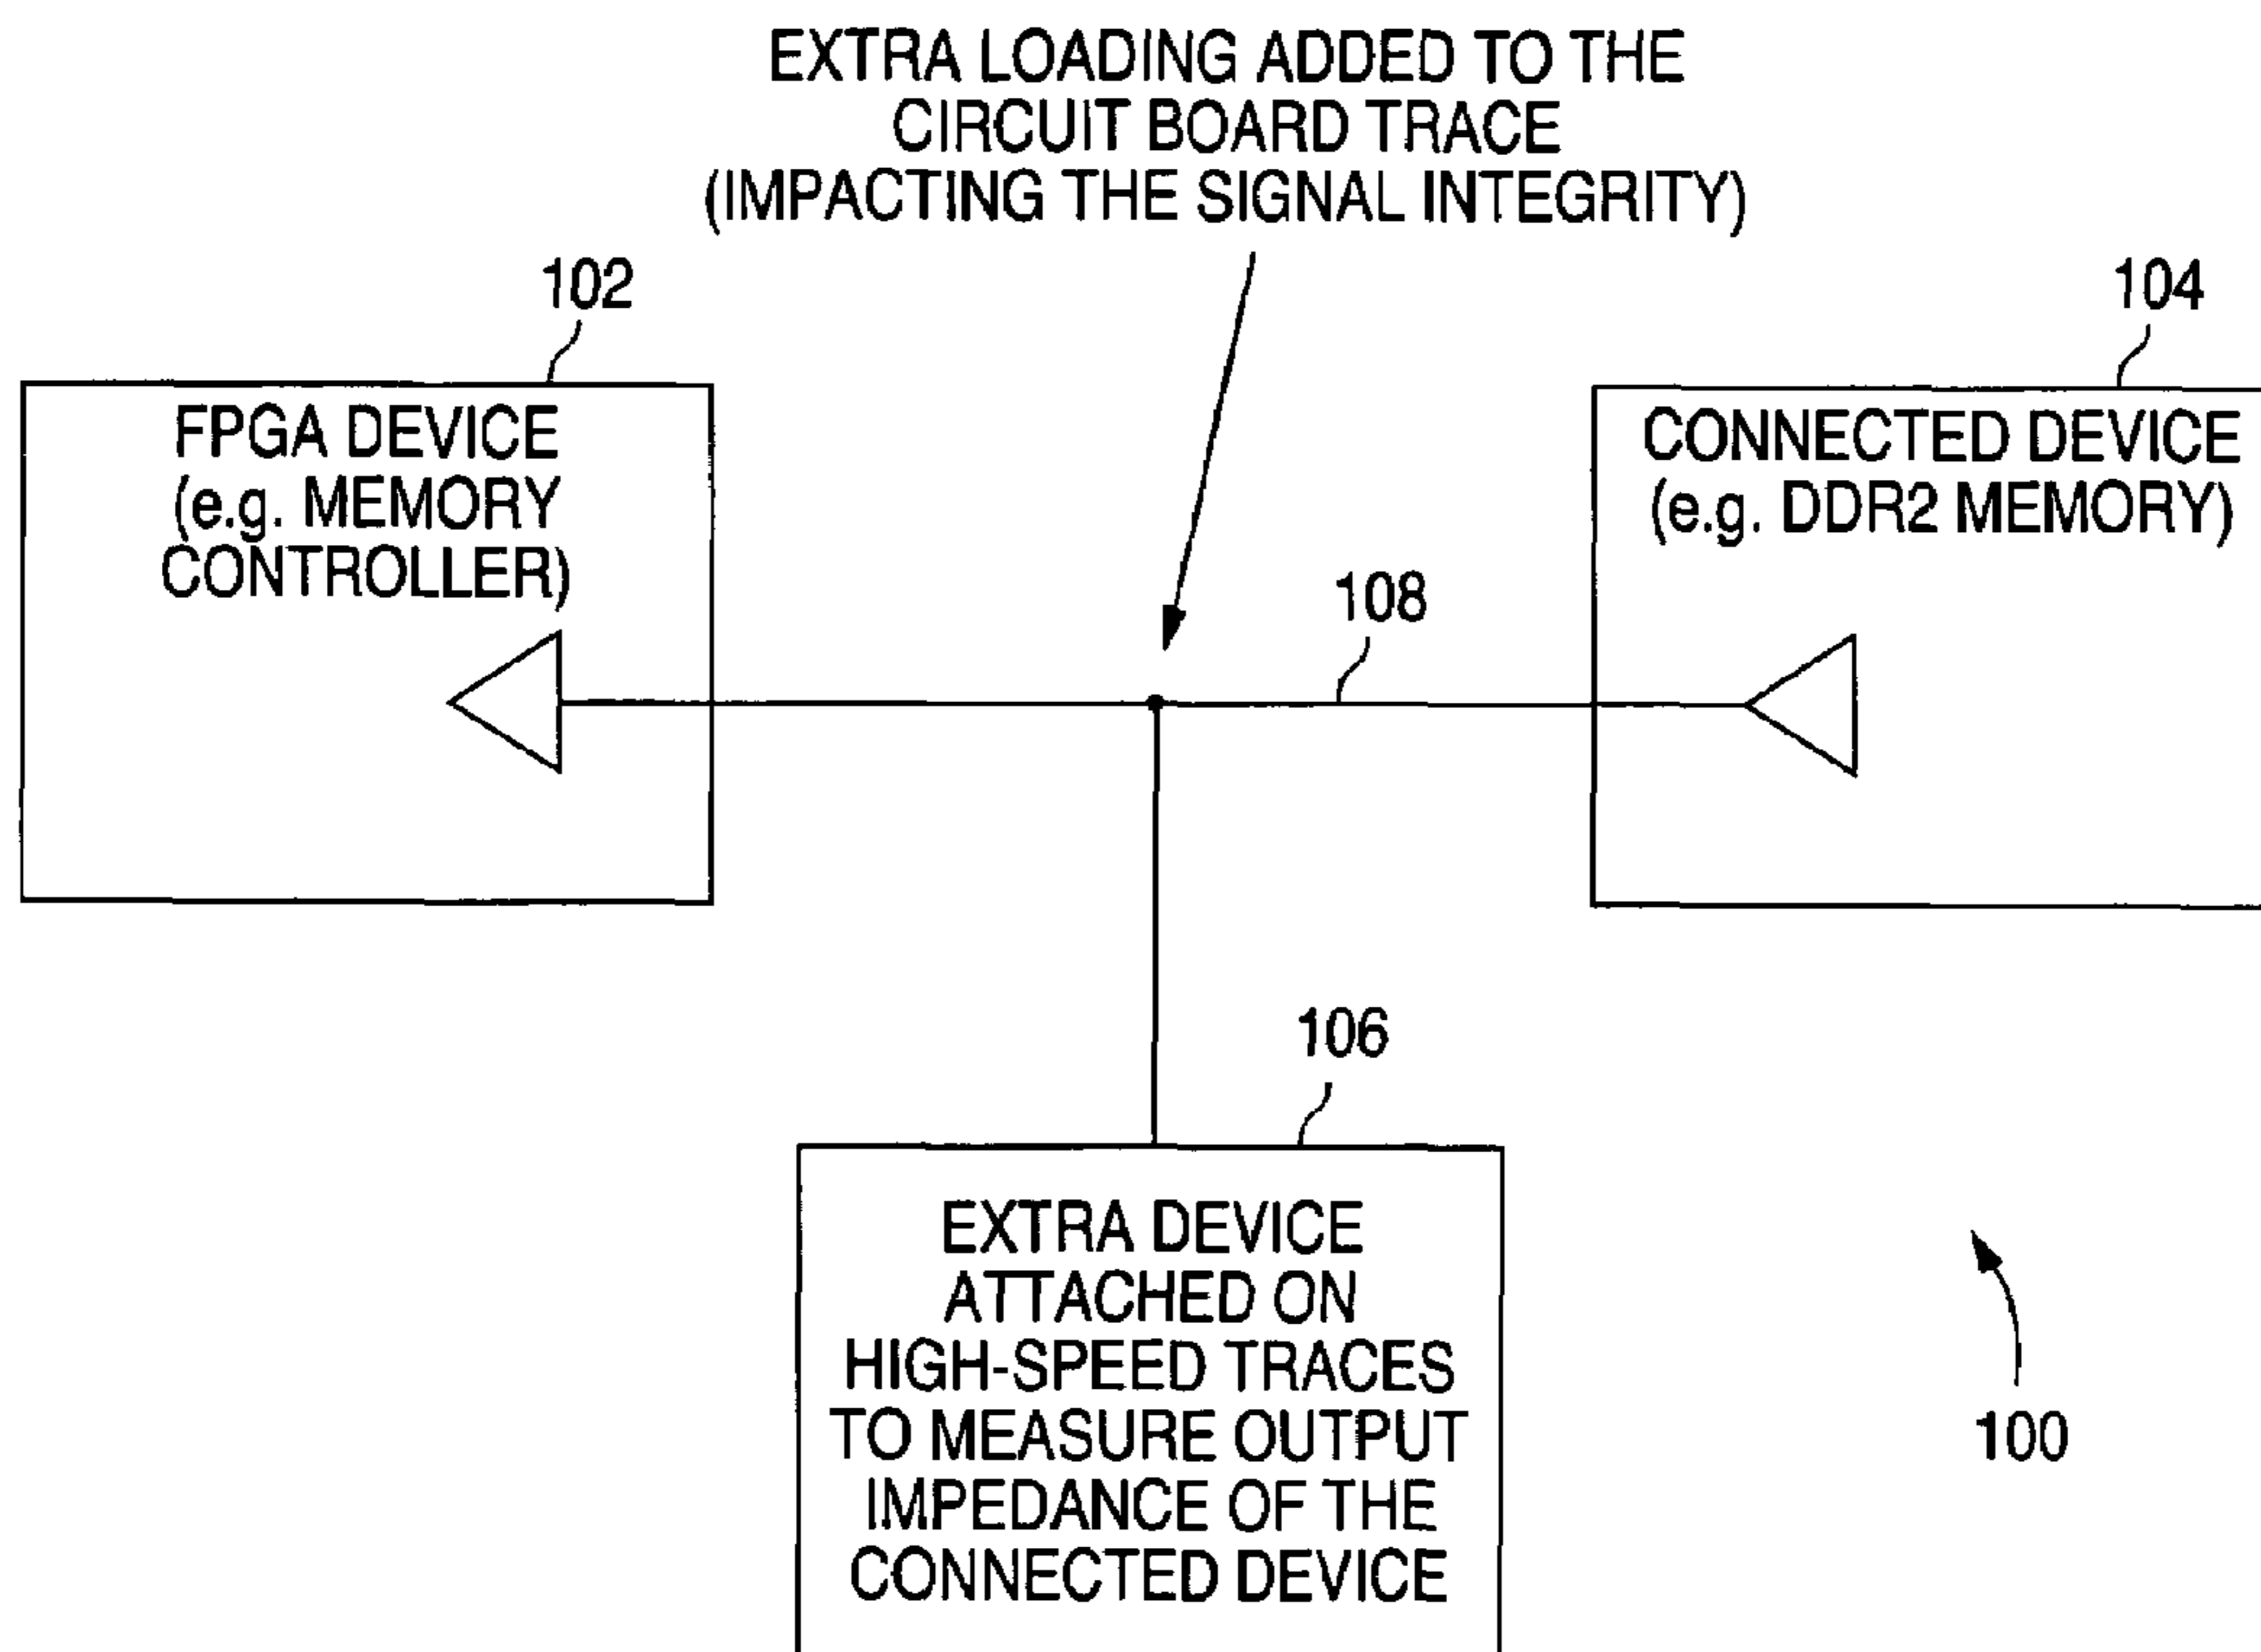 EXTRA LOADING ADDED TO THE
CIRCUIT BOARD TRACE
(IMPACTING THE SIGNAL INTEGRITY)
102
104
FPGA DEVICE
(e.g. MEMORY
CONTROLLER)
CONNECTED DEVICE
(e.g. DDR2 MEMORY)
108
106
EXTRA DEVICE
ATTACHED ON
HIGH-SPEED TRACES
TO MEASURE OUTPUT
IMPEDANCE OF THE
CONNECTED DEVICE
100